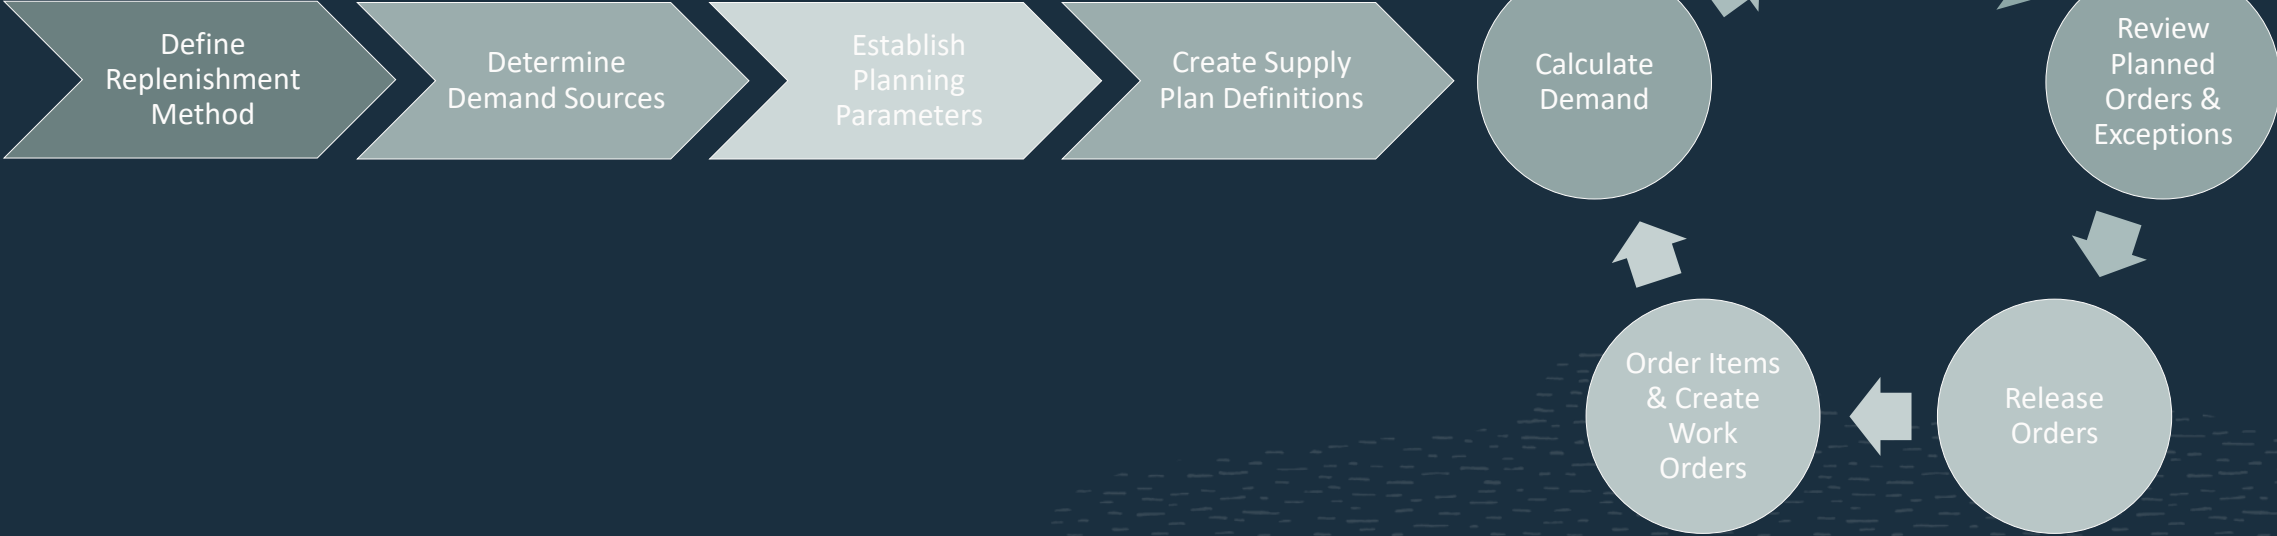 Define
Replenishment
Method
Determine
Demand Sources
Establish
Planning
Parameters
Create Supply
Plan Definitions
Calculate
Demand
Review
Planned
Orders &
Exceptions
Order Items
& Create
Work
Orders
Release
Orders